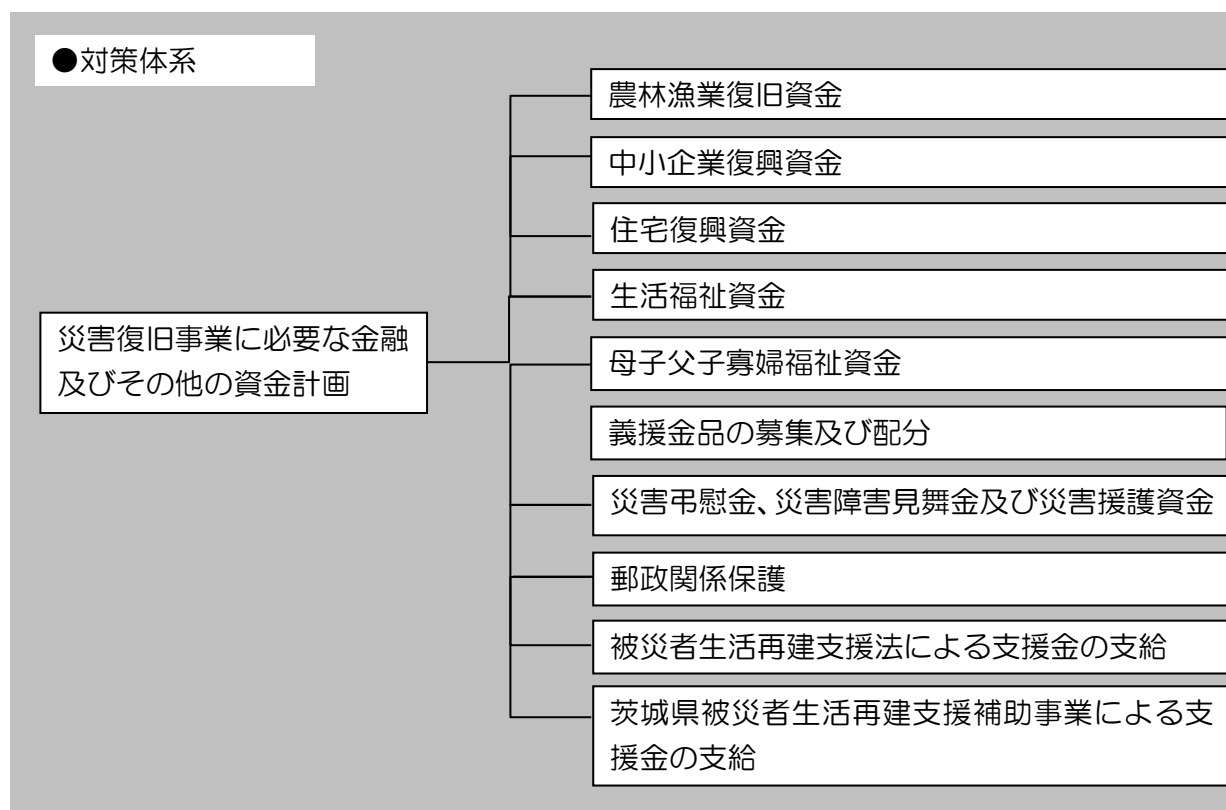 ●対策体系
農林漁業復旧資金
中小企業復興資金
住宅復興資金
生活福祉資金
災害復旧事業に必要な金融
及びその他の資金計画
母子父子寡婦福祉資金
義援金品の募集及び配分
災害弔慰金、災害障害見舞金及び災害援護資金
郵政関係保護
被災者生活再建支援法による支援金の支給
茨城県被災者生活再建支援補助事業による支
援金の支給